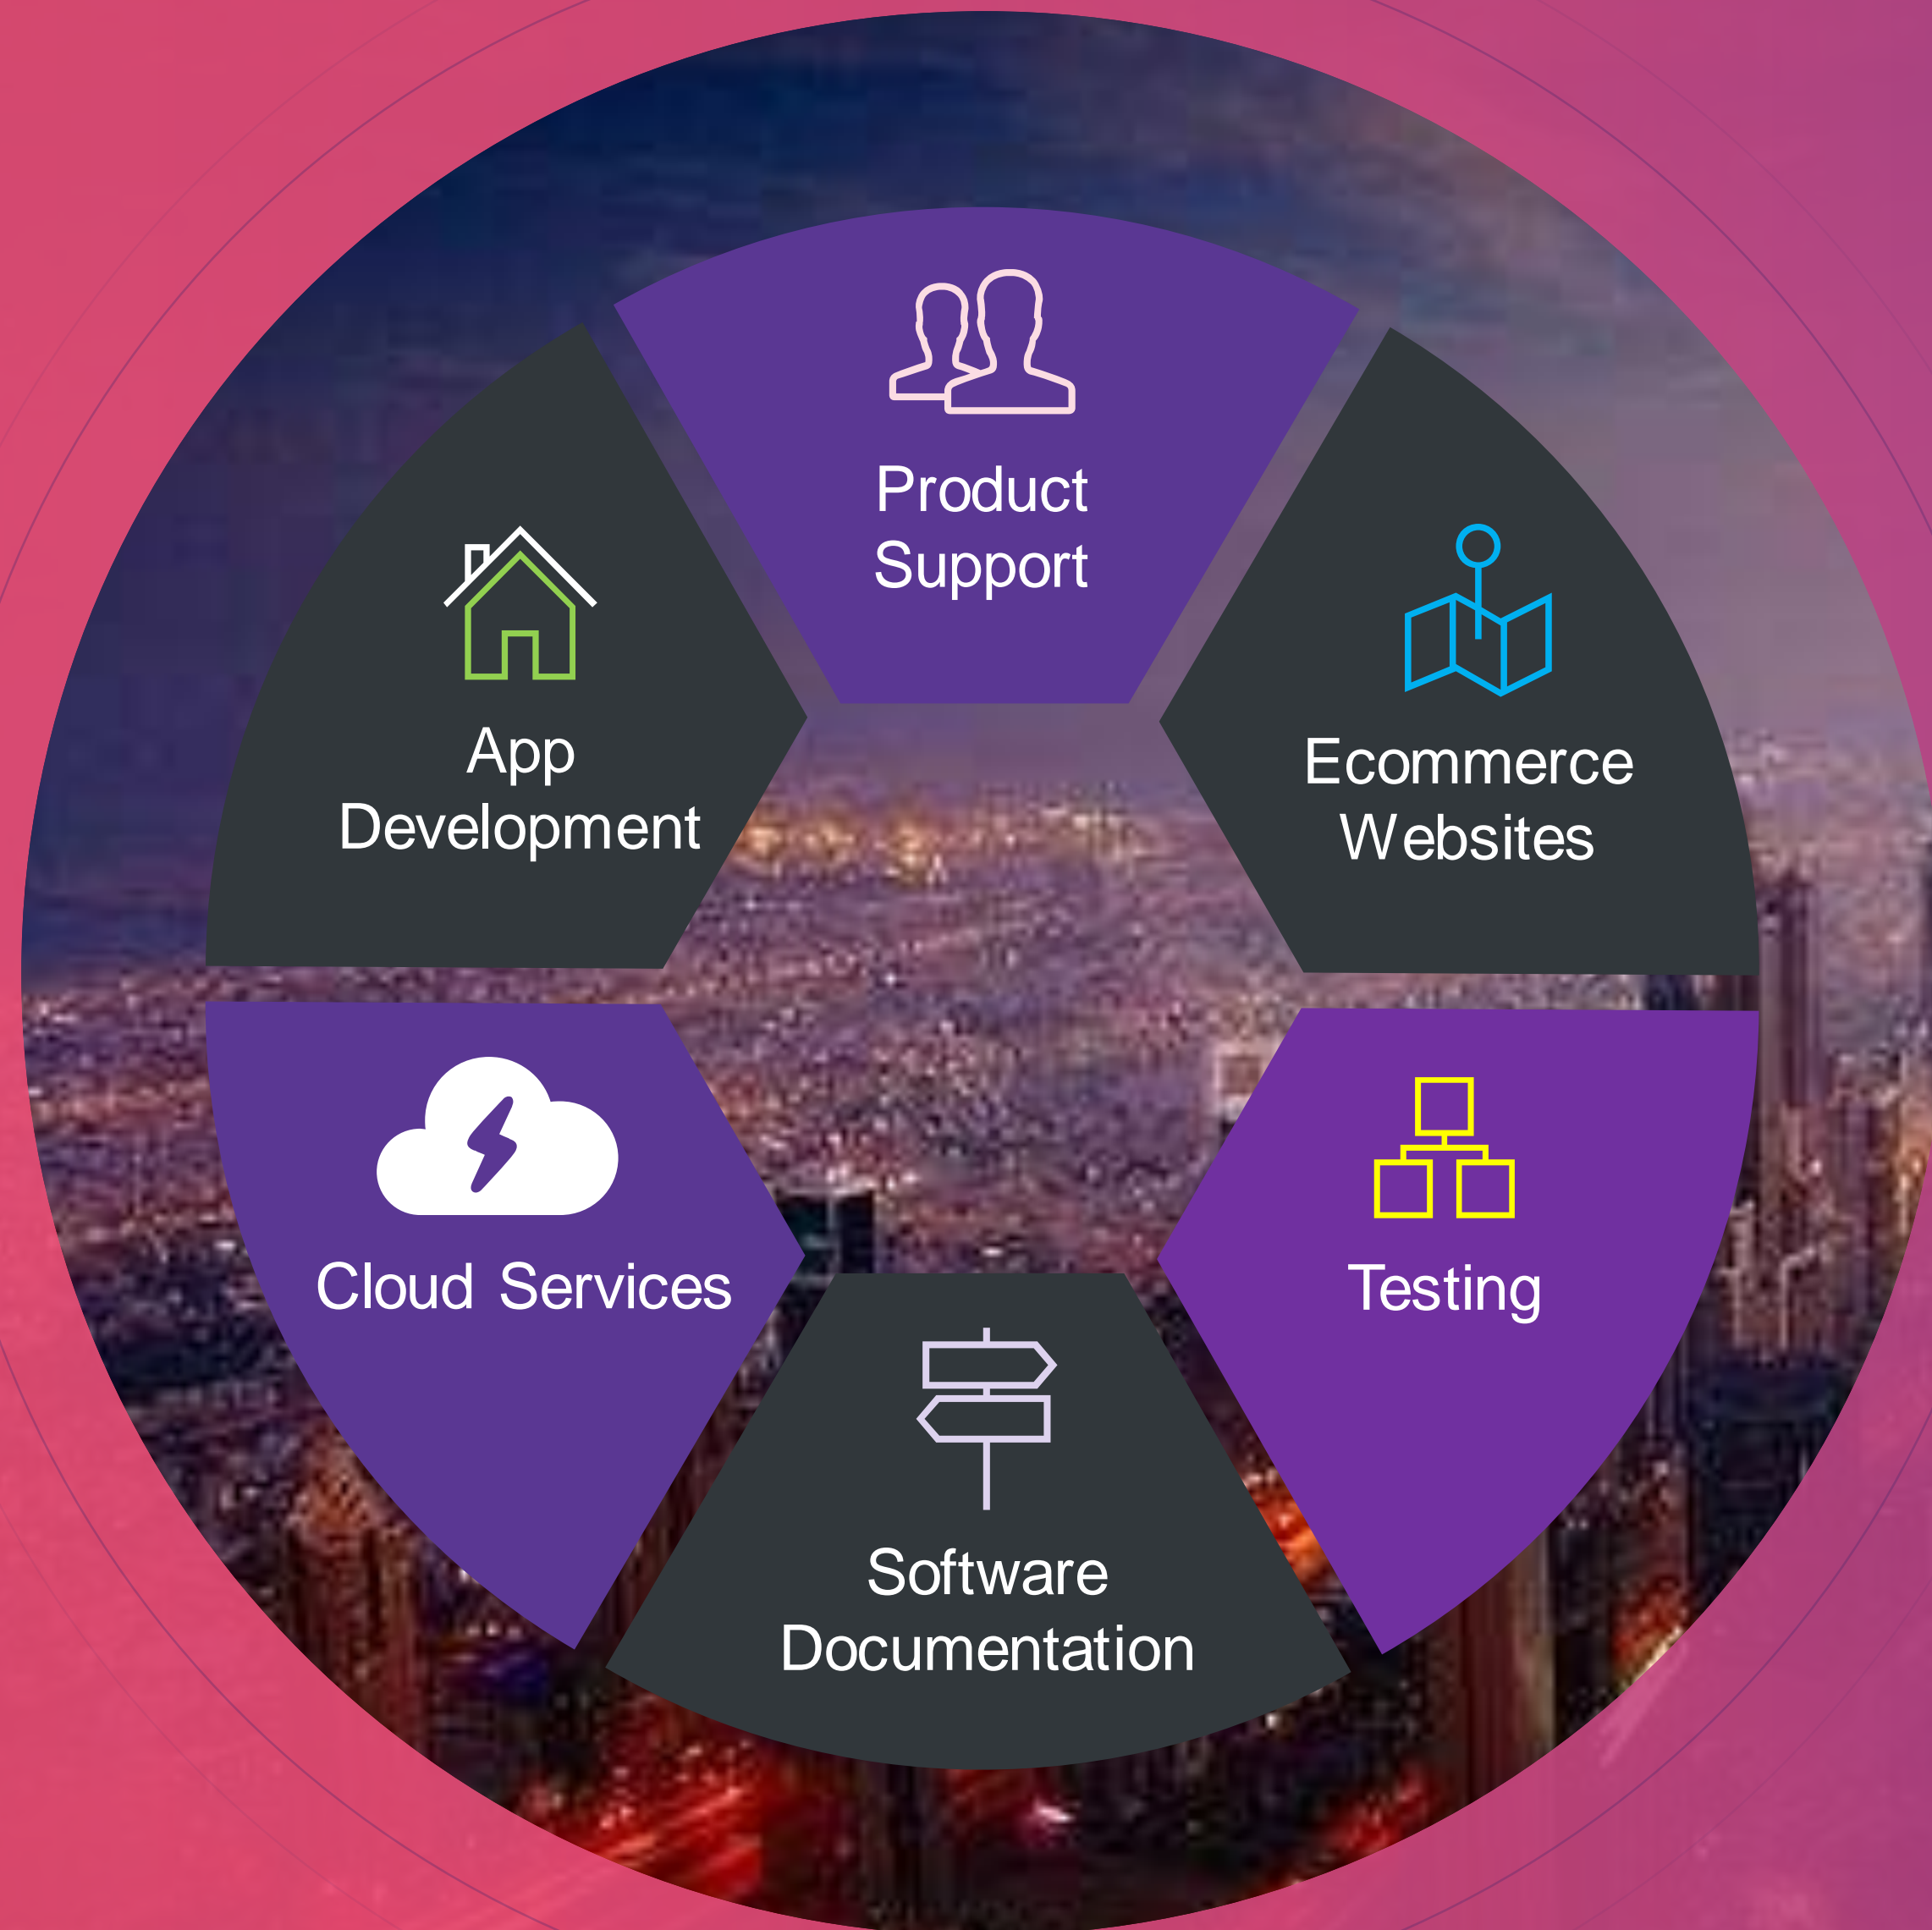 Product
Support
App
Development
Ecommerce
Websites
Cloud Services
Testing
Software
Documentation